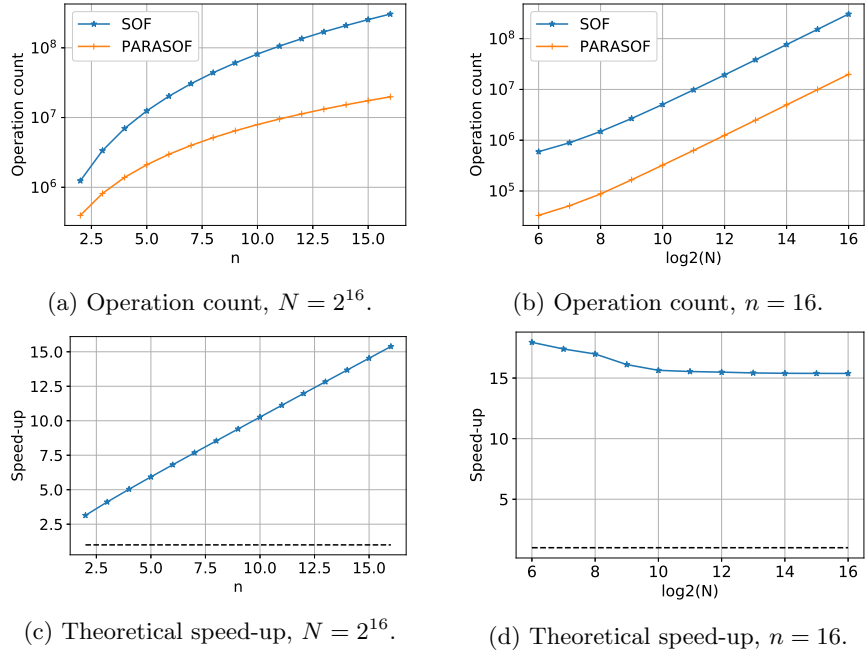 SOF
PARASOF
10^8
10^7
10^6
Operation count
2.5 5.0 7.5 10.0 12.5 15.0
n
(a) Operation count, N = 2^16.
SOF
PARASOF
10^8
10^7
10^6
10^5
Operation count
6 8 10 12 14 16
log2(N)
(b) Operation count, n = 16.
15.0
12.5
10.0
7.5
5.0
2.5
Speed-up
2.5 5.0 7.5 10.0 12.5 15.0
n
(c) Theoretical speed-up, N = 2^16.
15
10
5
Speed-up
6 8 10 12 14 16
log2(N)
(d) Theoretical speed-up, n = 16.